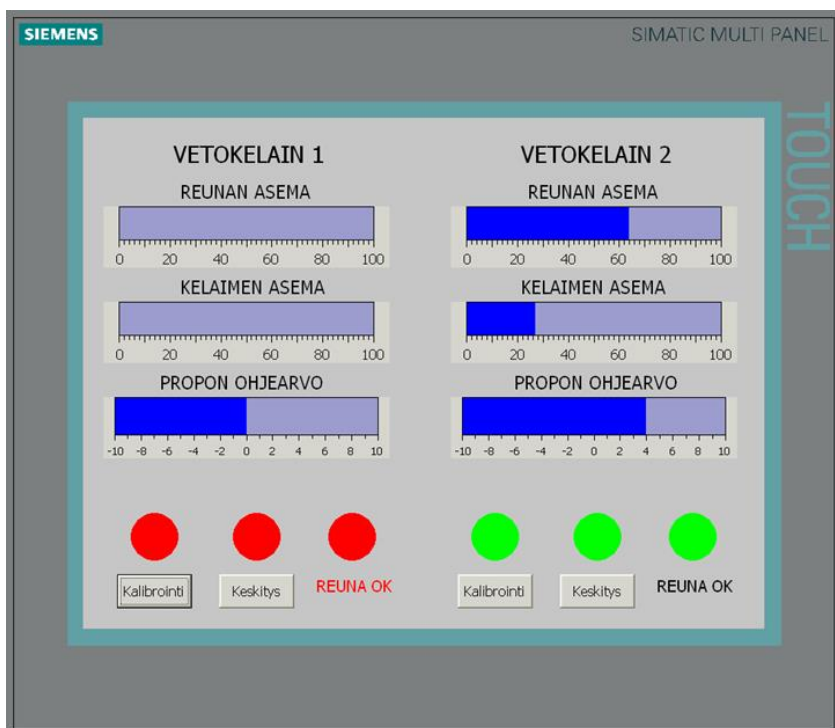 SIEMENS
SIMATIC MULTI PANEL
TOUCH
VETOKELAIN 1
REUNAN ASEMA
0 20 40 60 80 100
KELAIMEN ASEMA
0 20 40 60 80 100
PROPON OHJEARVO
-10 -8 -6 -4 -2 0 2 4 6 8 10
Kalibrointi Keskitys REUNA OK
VETOKELAIN 2
REUNAN ASEMA
0 20 40 60 80 100
KELAIMEN ASEMA
0 20 40 60 80 100
PROPON OHJEARVO
-10 -8 -6 -4 -2 0 2 4 6 8 10
Kalibrointi Keskitys REUNA OK